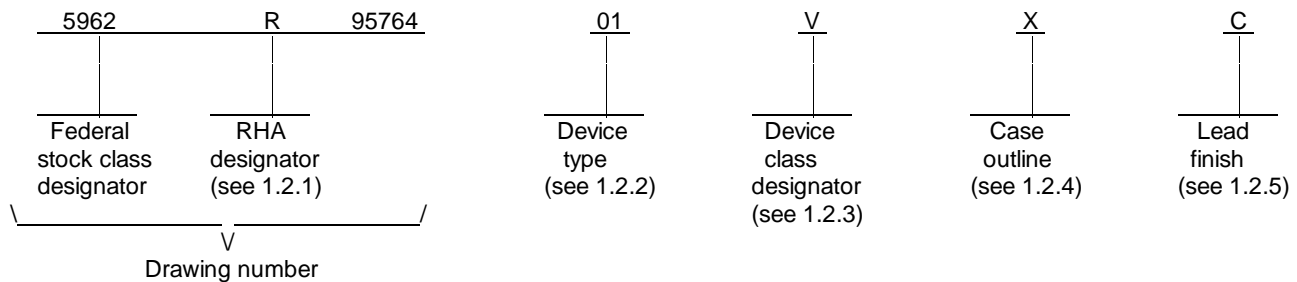 5962 R 95764 01 V X C
Federal stock class designator
RHA designator (see 1.2.1)
Device type (see 1.2.2)
Device class designator (see 1.2.3)
Case outline (see 1.2.4)
Lead finish (see 1.2.5)
Drawing number